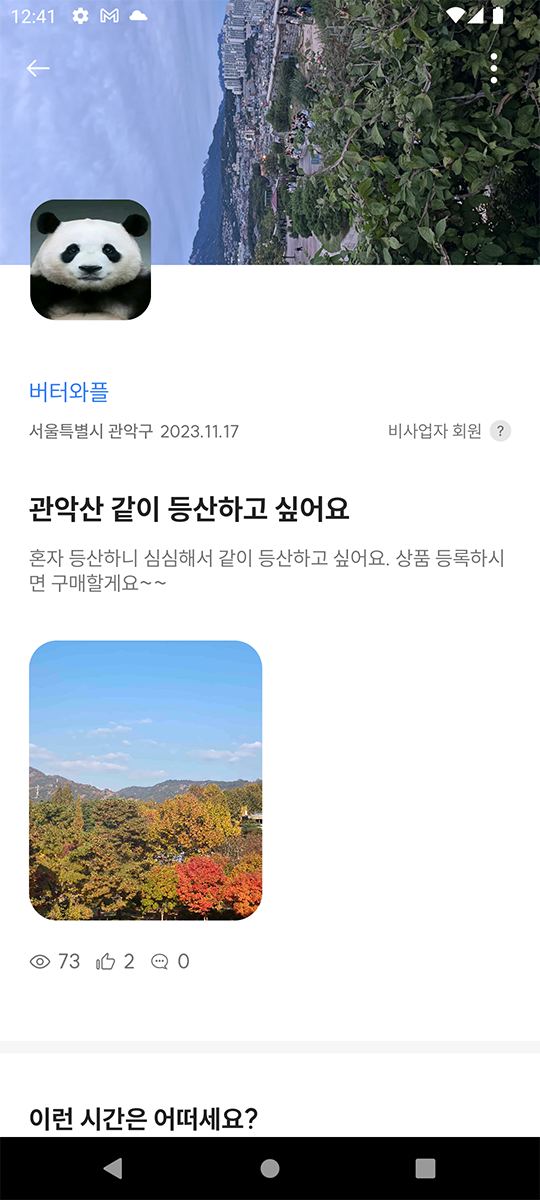 12:41
버터와플
서울특별시 관악구 2023.11.17
비사업자 회원 ?
관악산 같이 등산하고 싶어요
혼자 등산하니 심심해서 같이 등산하고 싶어요. 상품 등록하시
면 구매할게요~~
73 2 0
이런 시간은 어떠세요?